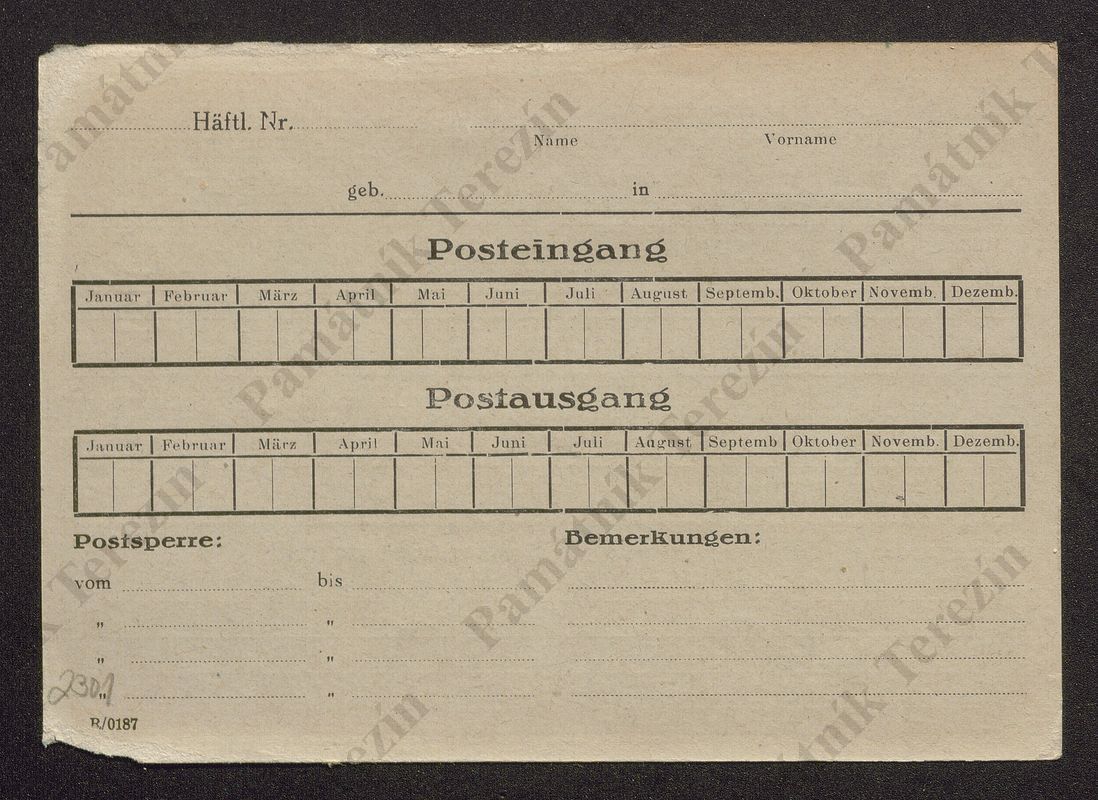 Häftl. Nr.
Name Vorname
geb. in
Posteingang
Januar Februar März April Mai Juni Juli August Septemb. Oktober Novemb. Dezemb.
Postausgang
Januar Februar März April Mai Juni Juli August Septemb Oktober Novemb. Dezemb.
Postsperre: Bemerkungen:
vom bis
" "
" "
" "
2301
B/0187
Památník Terezín